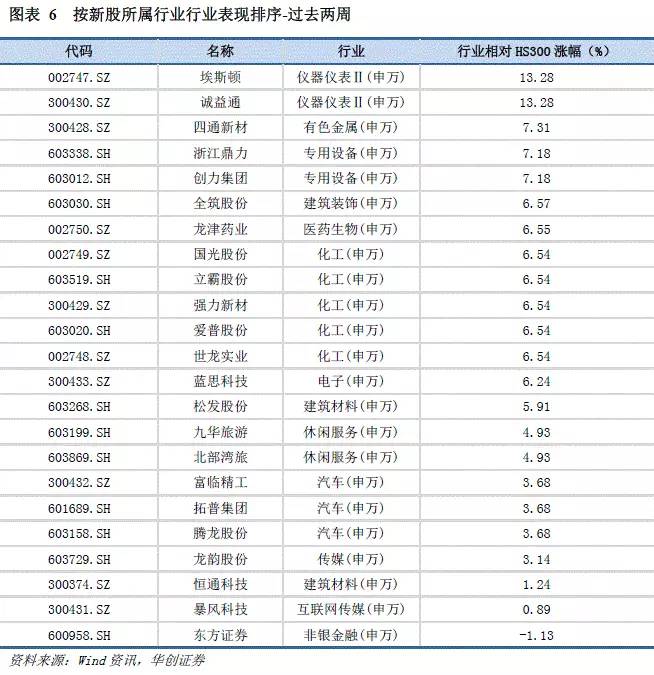 图表 6 按新股所属行业行业表现排序-过去两周
代码 名称 行业 行业相对 HS300 涨幅（%）
002747.SZ 埃斯顿 仪器仪表Ⅱ(申万) 13.28
300430.SZ 诚益通 仪器仪表Ⅱ(申万) 13.28
300428.SZ 四通新材 有色金属(申万) 7.31
603338.SH 浙江鼎力 专用设备(申万) 7.18
603012.SH 创力集团 专用设备(申万) 7.18
603030.SH 全筑股份 建筑装饰(申万) 6.57
002750.SZ 龙津药业 医药生物(申万) 6.55
002749.SZ 国光股份 化工(申万) 6.54
603519.SH 立霸股份 化工(申万) 6.54
300429.SZ 强力新材 化工(申万) 6.54
603020.SH 爱普股份 化工(申万) 6.54
002748.SZ 世龙实业 化工(申万) 6.54
300433.SZ 蓝思科技 电子(申万) 6.24
603268.SH 松发股份 建筑材料(申万) 5.91
603199.SH 九华旅游 休闲服务(申万) 4.93
603869.SH 北部湾旅 休闲服务(申万) 4.93
300432.SZ 富临精工 汽车(申万) 3.68
601689.SH 拓普集团 汽车(申万) 3.68
603158.SH 腾龙股份 汽车(申万) 3.68
603729.SH 龙韵股份 传媒(申万) 3.14
300374.SZ 恒通科技 建筑材料(申万) 1.24
300431.SZ 暴风科技 互联网传媒(申万) 0.89
600958.SH 东方证券 非银金融(申万) -1.13
资料来源：Wind 资讯，华创证券